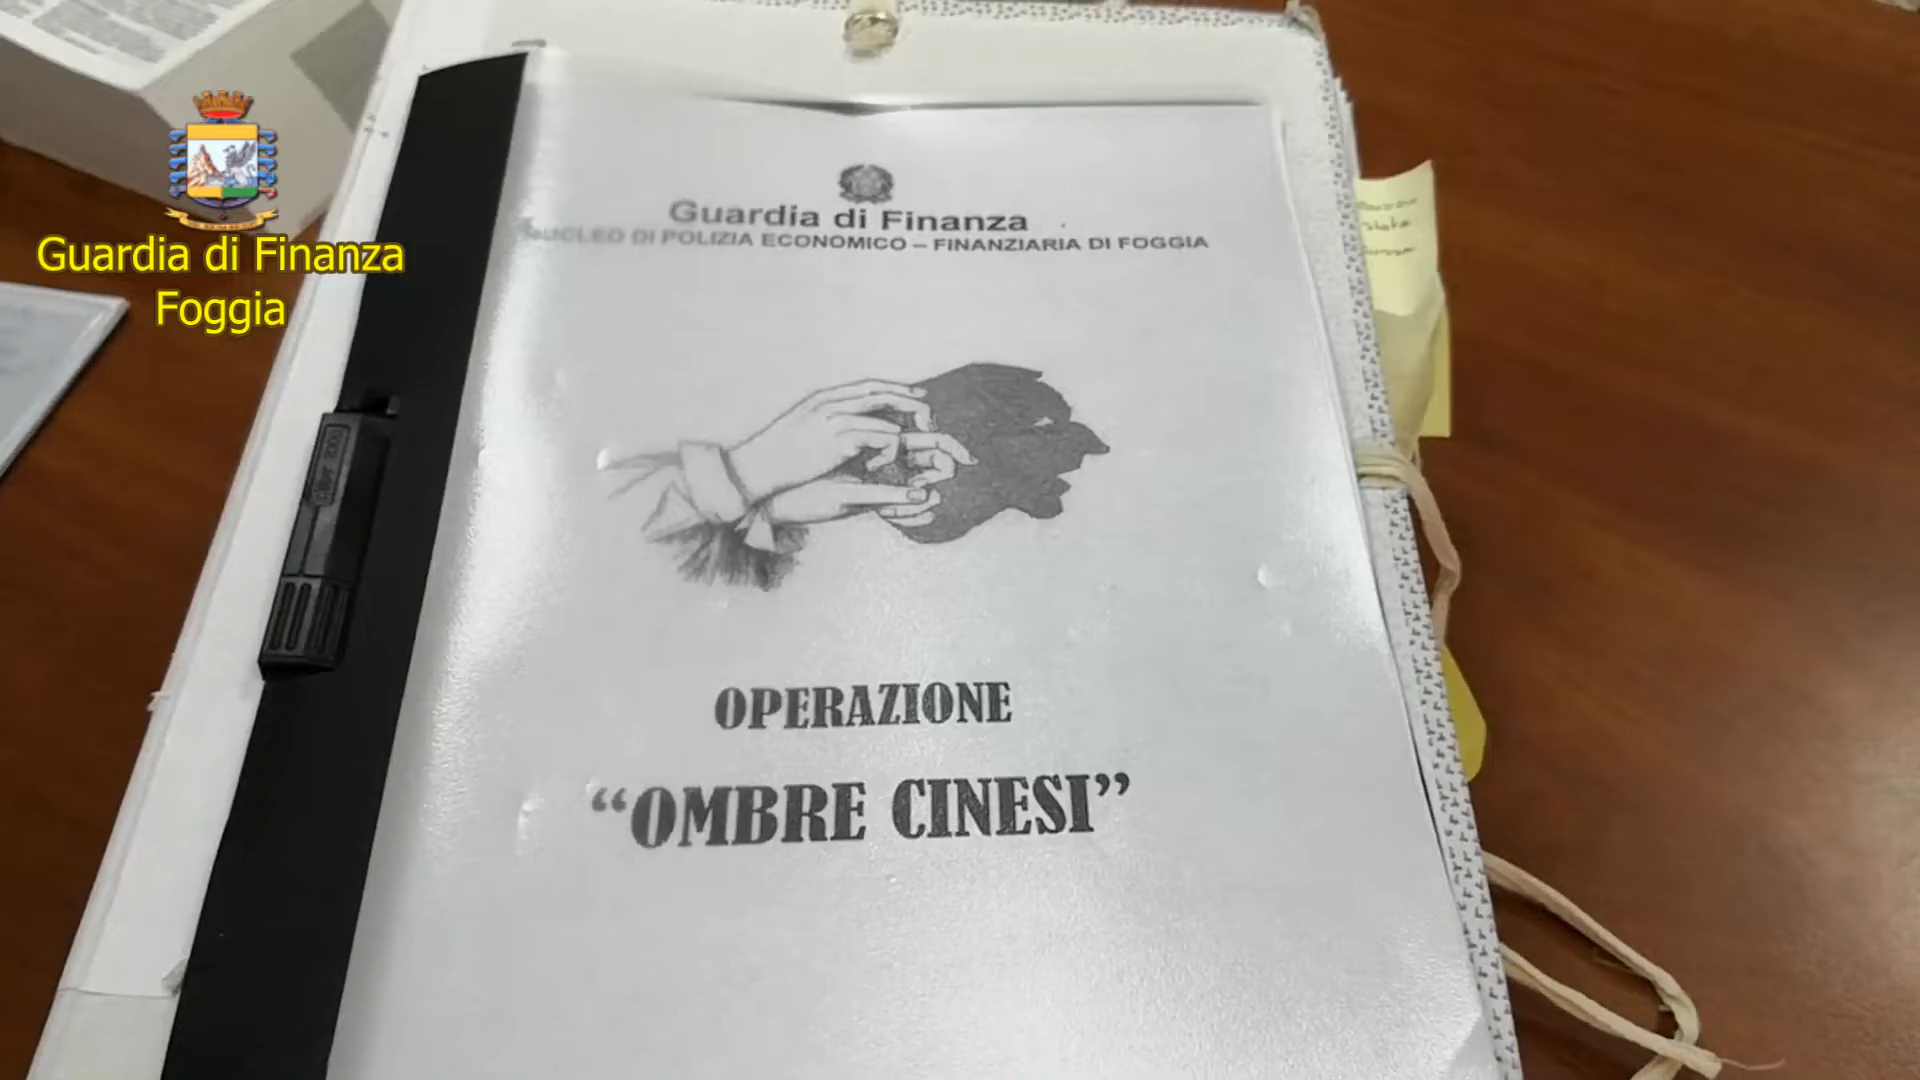 Guardia di Finanza
Foggia
Guardia di Finanza
NUCLEO DI POLIZIA ECONOMICO – FINANZIARIA DI FOGGIA
OPERAZIONE
“OMBRE CINESI”